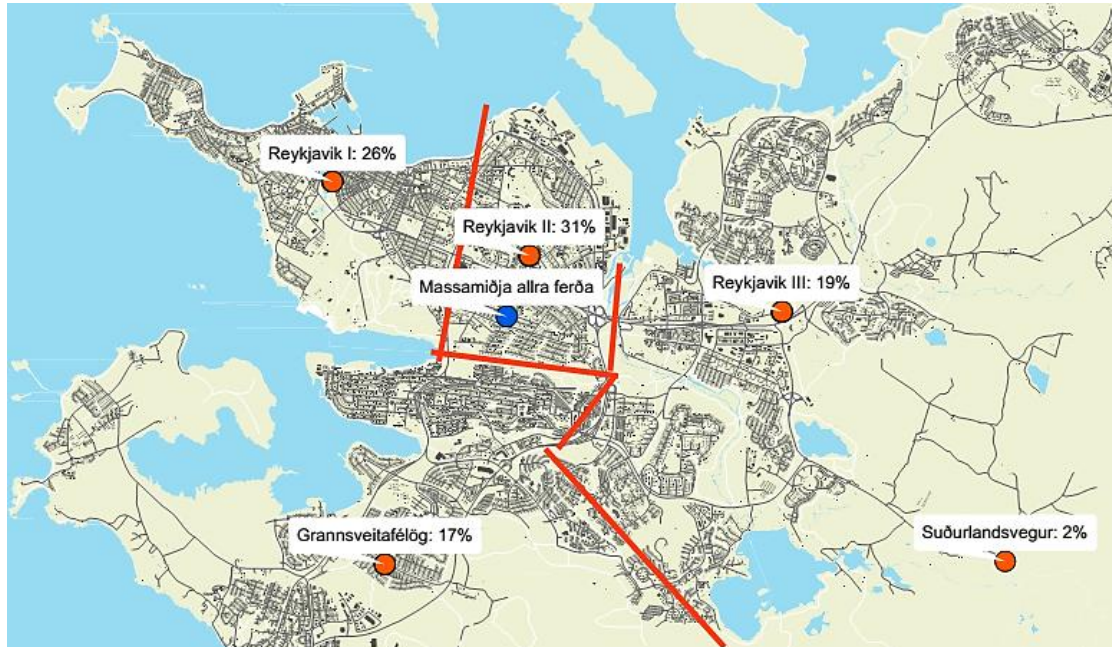 Reykjavik I: 26%
Reykjavik II: 31%
Massamiðja allra ferða
Reykjavik III: 19%
Grannsveitafélög: 17%
Suðurlandsvegur: 2%